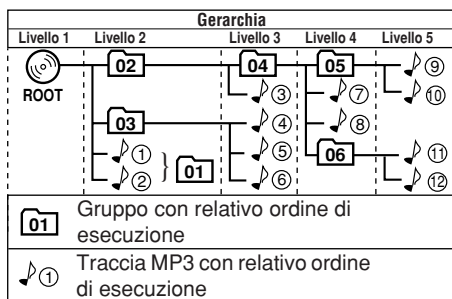 Gerarchia
Livello 1 Livello 2 Livello 3 Livello 4 Livello 5
02 04 05 ⑨
ROOT ③ ⑦ ⑩
03 ④ ⑧
① ⑤ 06 ⑪
② 01 ⑥ ⑫
01 Gruppo con relativo ordine di
esecuzione
① Traccia MP3 con relativo ordine
di esecuzione